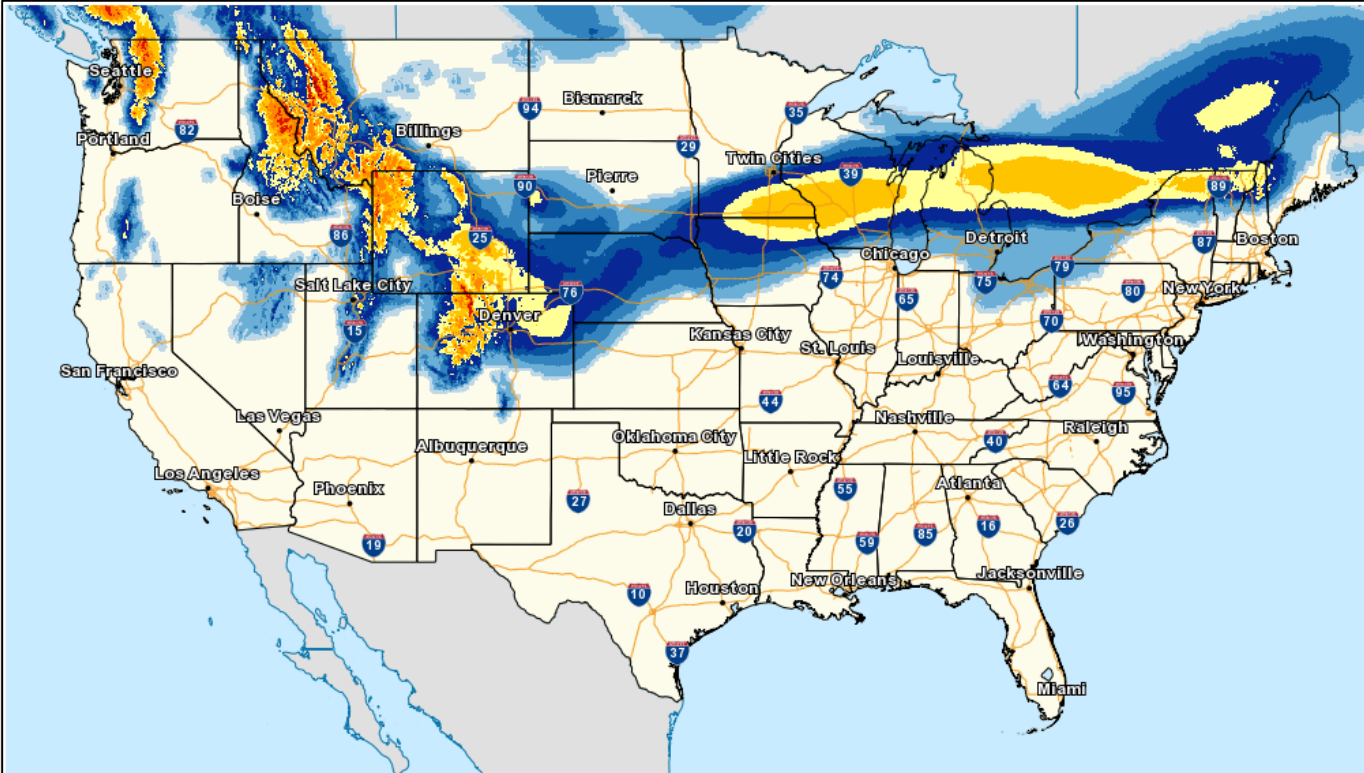 Seattle
Bismarck
94
35
Portland
82
Billings
29
Twin Cities
39
Pierre
90
89
Boise
86
25
Detroit
87
Boston
Chicago
79
74
75
Salt Lake City
76
65
80
New York
15
Denver
70
Kansas City
St. Louis
Washington
Louisville
San Francisco
64
95
44
Las Vegas
Nashville
Raleigh
Oklahoma City
40
Albuquerque
Little Rock
Los Angeles
Phoenix
55
Atlanta
27
Dallas
20
16
26
19
59
85
Jacksonville
New Orleans
Houston
10
37
Miami